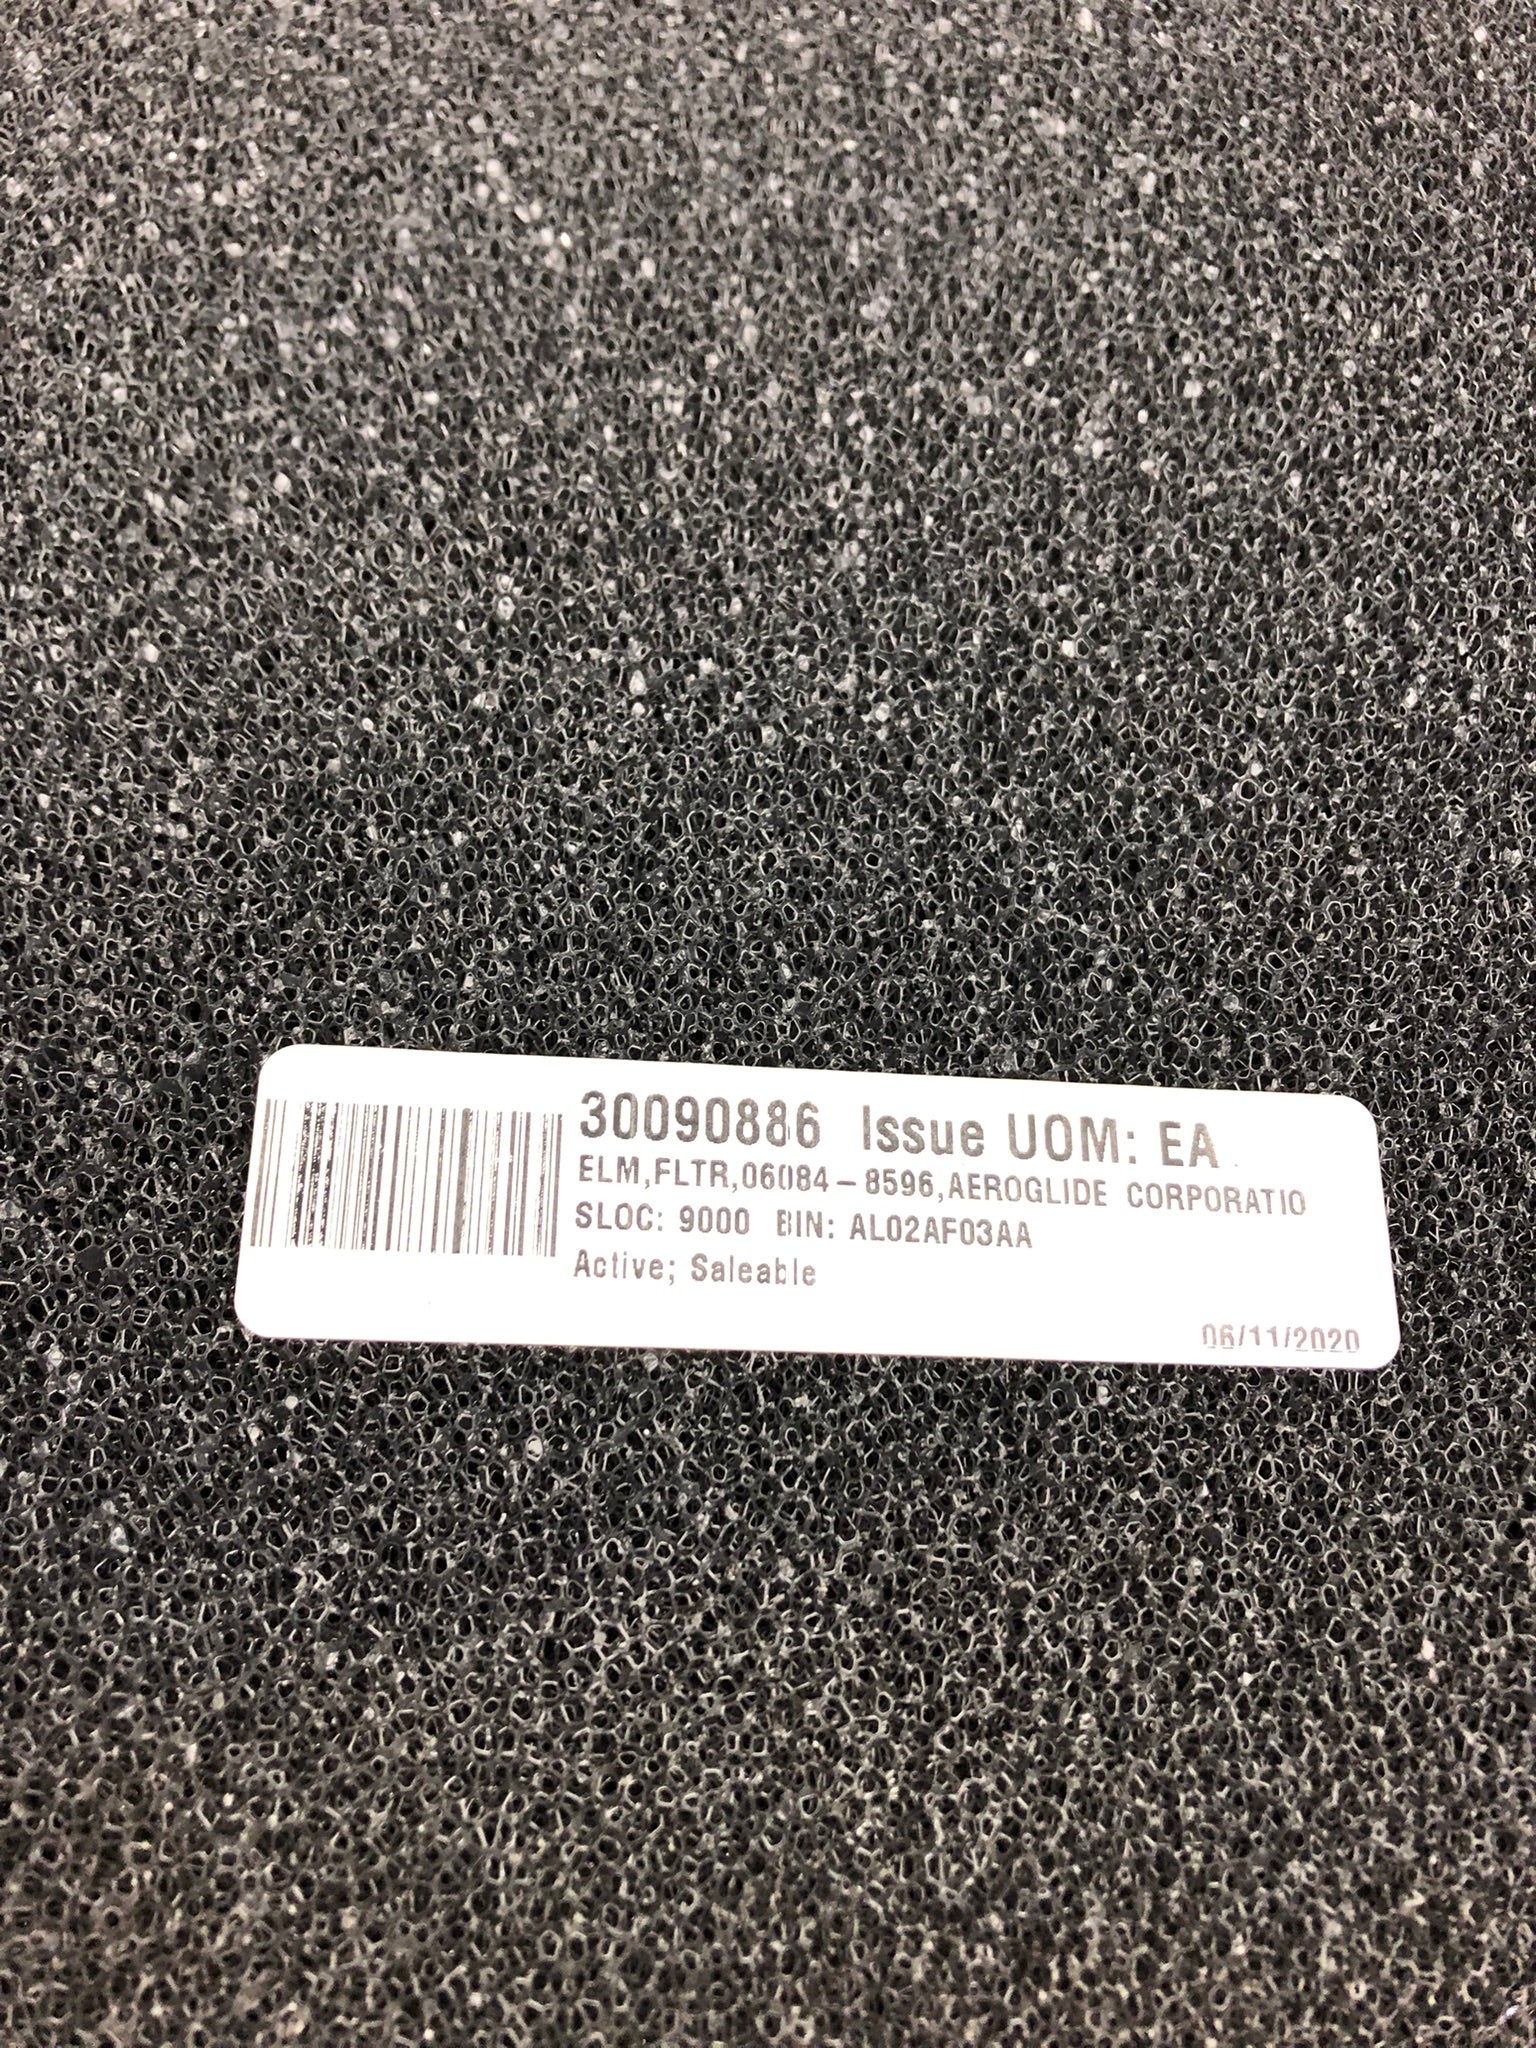 30090886 Issue UOM: EA
ELM,FLTR,06084-8596,AEROGLIDE CORPORATIO
SLOC: 9000 BIN: AL02AF03AA
Active; Saleable
06/11/2020